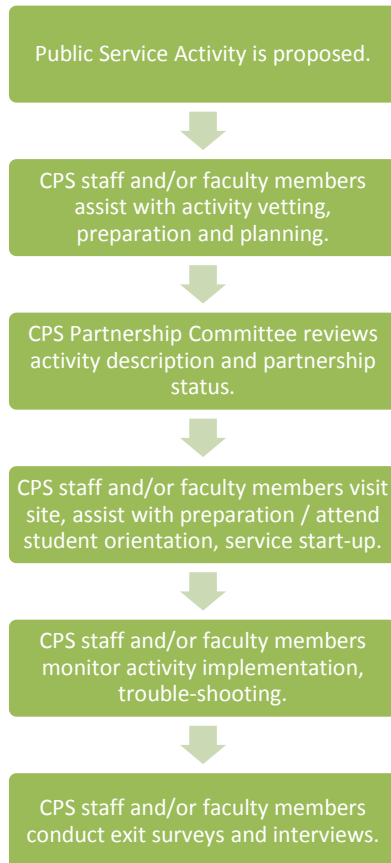 Public Service Activity is proposed.
CPS staff and/or faculty members
assist with activity vetting,
preparation and planning.
CPS Partnership Committee reviews
activity description and partnership
status.
CPS staff and/or faculty members visit
site, assist with preparation / attend
student orientation, service start-up.
CPS staff and/or faculty members
monitor activity implementation,
trouble-shooting.
CPS staff and/or faculty members
conduct exit surveys and interviews.